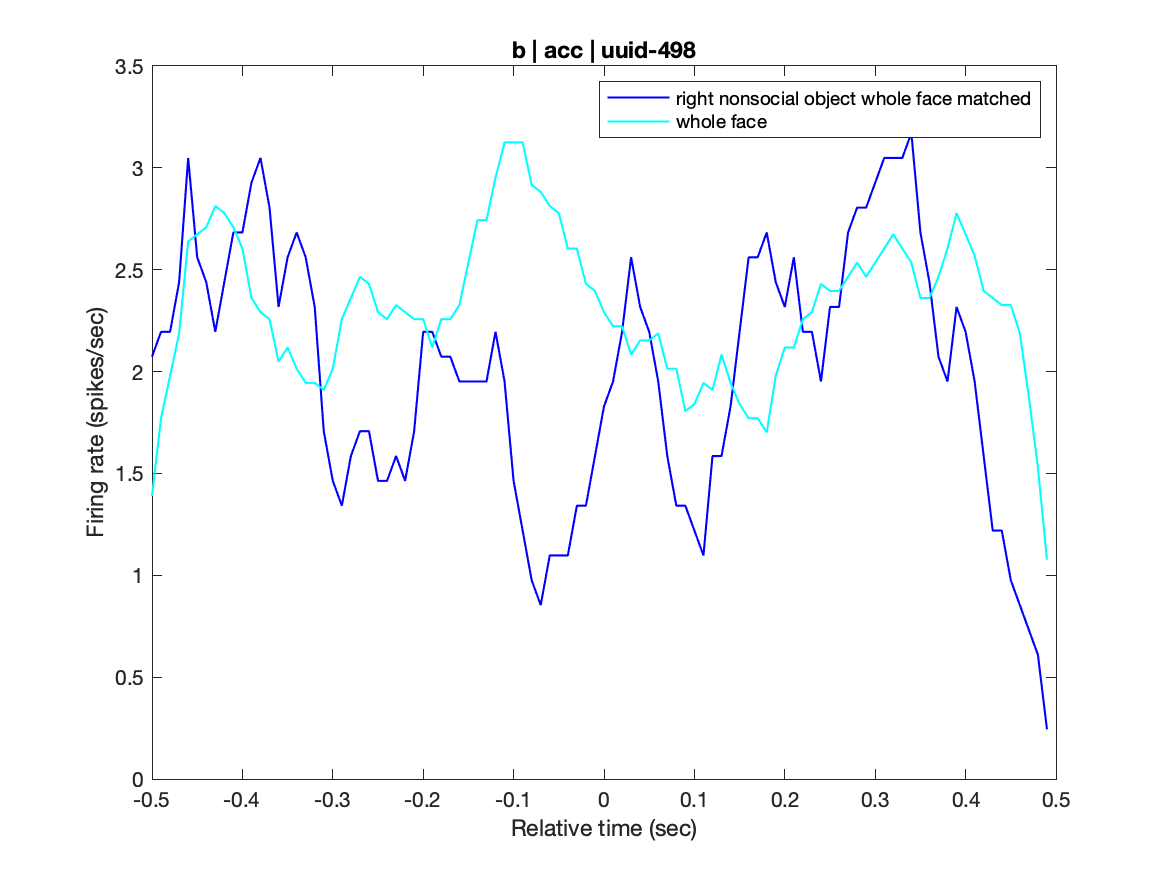 b | acc | uuid-498
right nonsocial object whole face matched
whole face
Firing rate (spikes/sec)
3.5
3
2.5
2
1.5
1
0.5
0
-0.5 -0.4 -0.3 -0.2 -0.1 0 0.1 0.2 0.3 0.4 0.5
Relative time (sec)